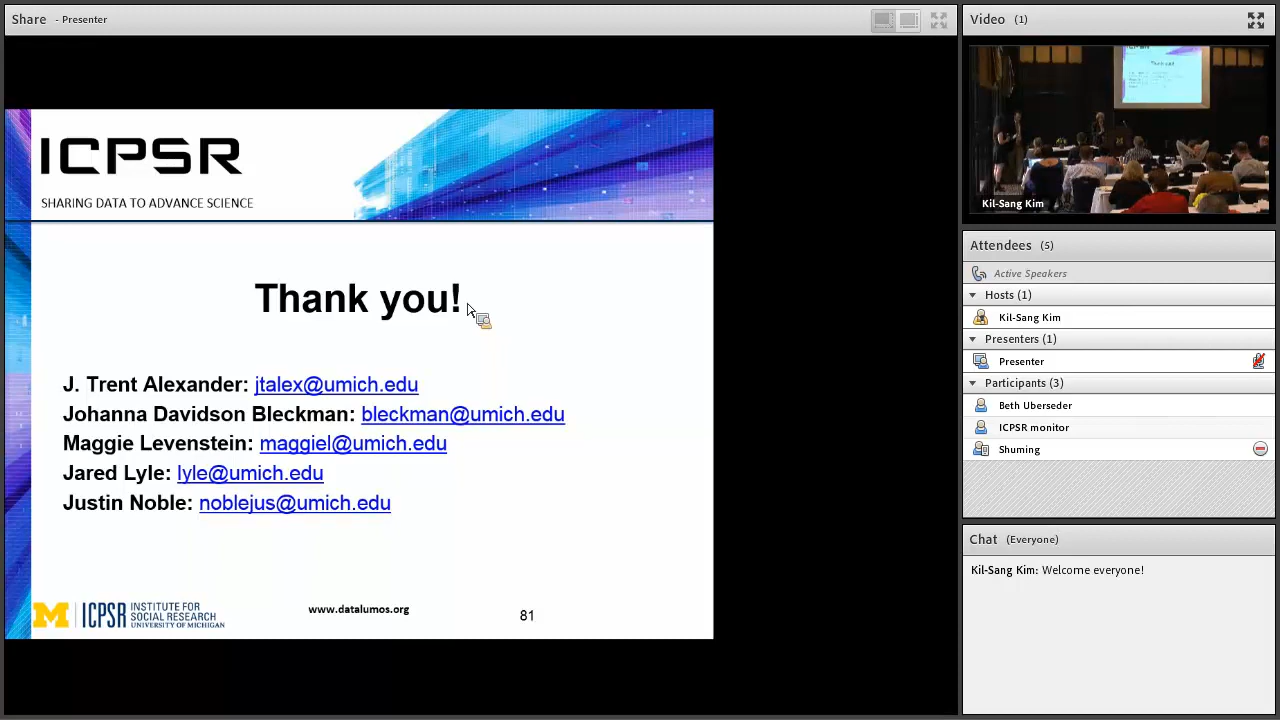 Share - Presenter
ICPSR
SHARING DATA TO ADVANCE SCIENCE
Thank you!
J. Trent Alexander: jtalex@umich.edu
Johanna Davidson Bleckman: bleckman@umich.edu
Maggie Levenstein: maggiel@umich.edu
Jared Lyle: lyle@umich.edu
Justin Noble: noblejus@umich.edu
M ICPSR INSTITUTE FOR
SOCIAL RESEARCH
UNIVERSITY OF MICHIGAN
www.datalumos.org
81
Video (1)
Thank you!
Kil-Sang Kim
Attendees (5)
Active Speakers
Hosts (1)
Kil-Sang Kim
Presenters (1)
Presenter
Participants (3)
Beth Uberseder
ICPSR monitor
Shuming
Chat (Everyone)
Kil-Sang Kim: Welcome everyone!